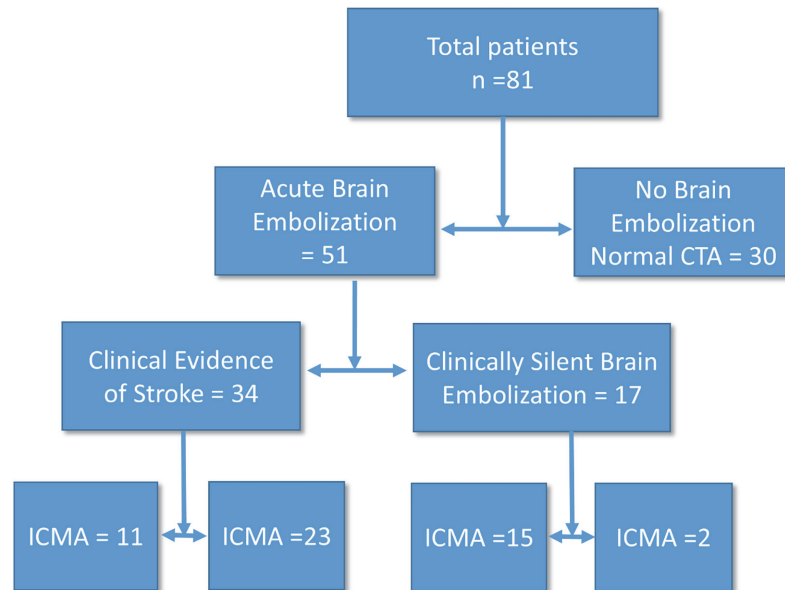 Total patients
n =81
Acute Brain
Embolization
= 51
No Brain
Embolization
Normal CTA = 30
Clinical Evidence
of Stroke = 34
Clinically Silent Brain
Embolization = 17
ICMA = 11
ICMA =23
ICMA =15
ICMA =2